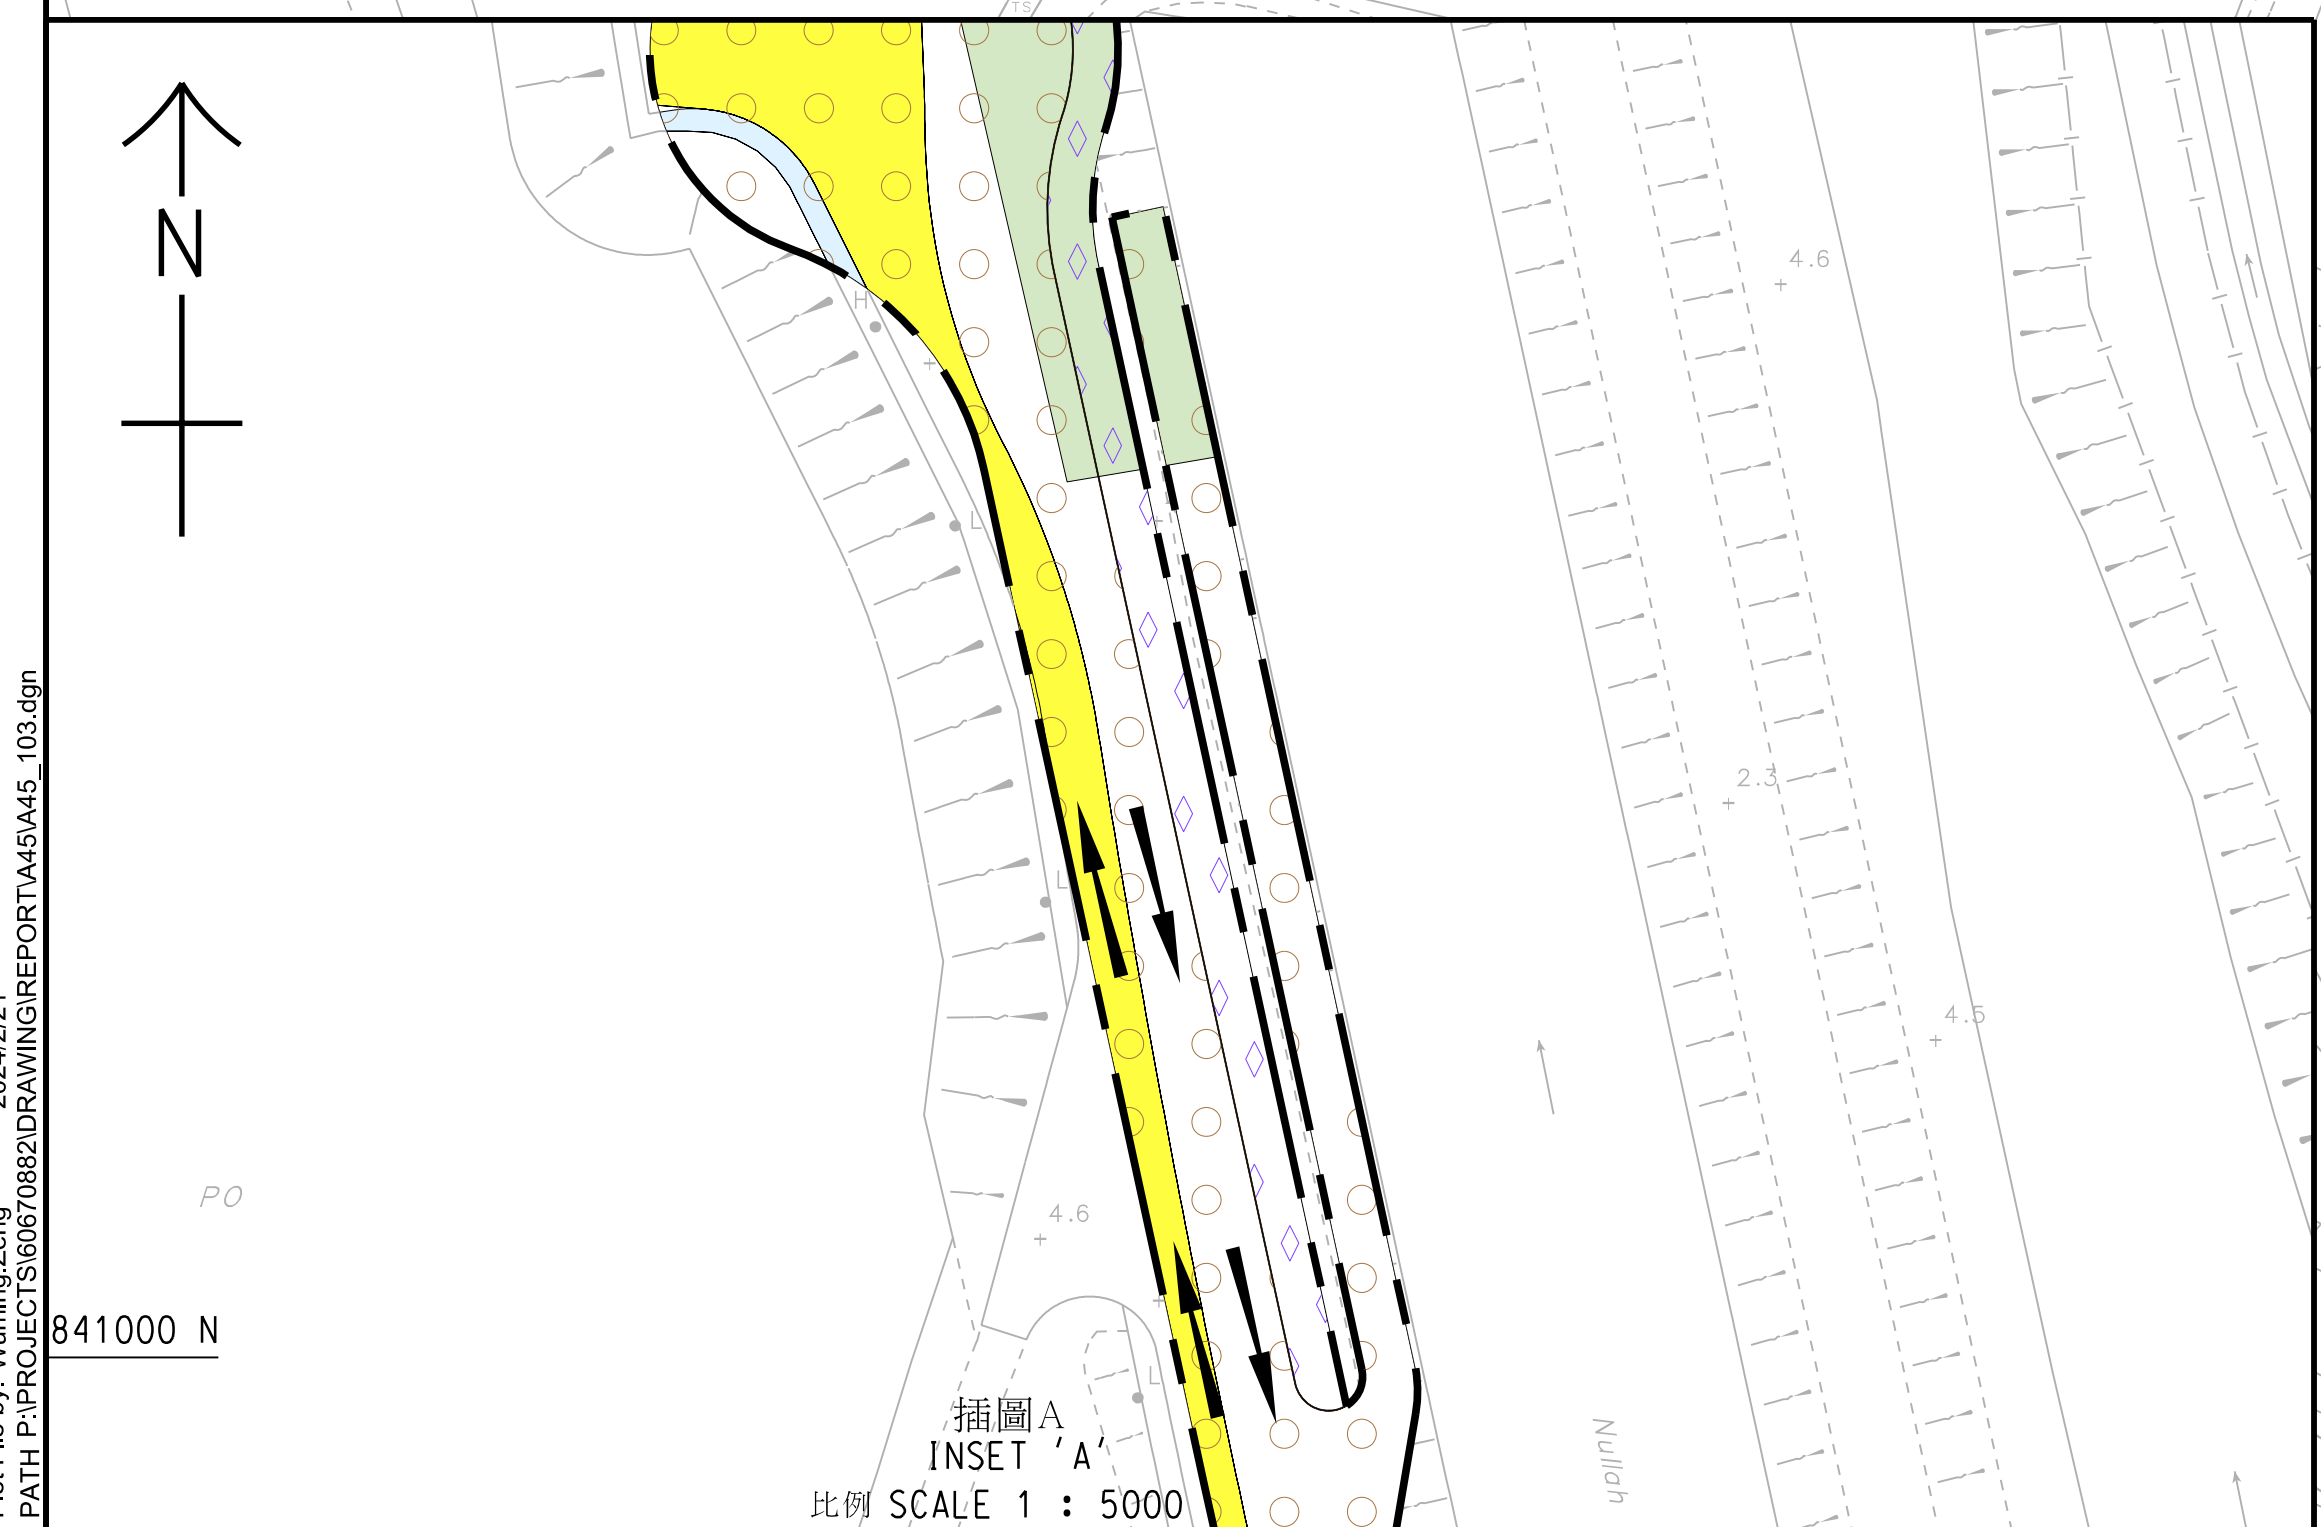 TS
N
4.6
H
L
2.3
L
4.5
PO
4.6
841000 N
L
插圖A
INSET 'A'
比例 SCALE 1 : 5000
Nullah
PATH P:\PROJECTS\60670882\DRAWING\REPORT\A45\A45_103.dgn